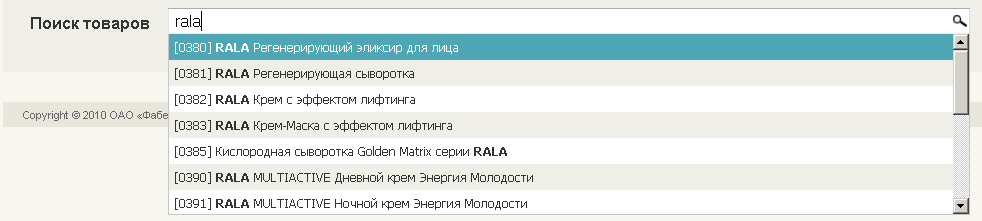 Поиск товаров
rala
[0380] RALA Регенерирующий эликсир для лица
[0381] RALA Регенерирующая сыворотка
[0382] RALA Крем с эффектом лифтинга
[0383] RALA Крем-Маска с эффектом лифтинга
[0385] Кислородная сыворотка Golden Matrix серии RALA
[0390] RALA MULTIACTIVE Дневной крем Энергия Молодости
[0391] RALA MULTIACTIVE Ночной крем Энергия Молодости
Copyright © 2010 ОАО «Фабе